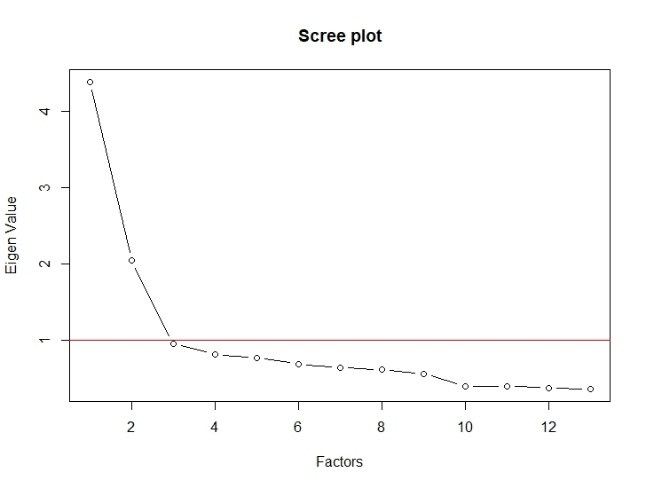 Scree plot
Eigen Value
4
3
2
1
2 4 6 8 10 12
Factors